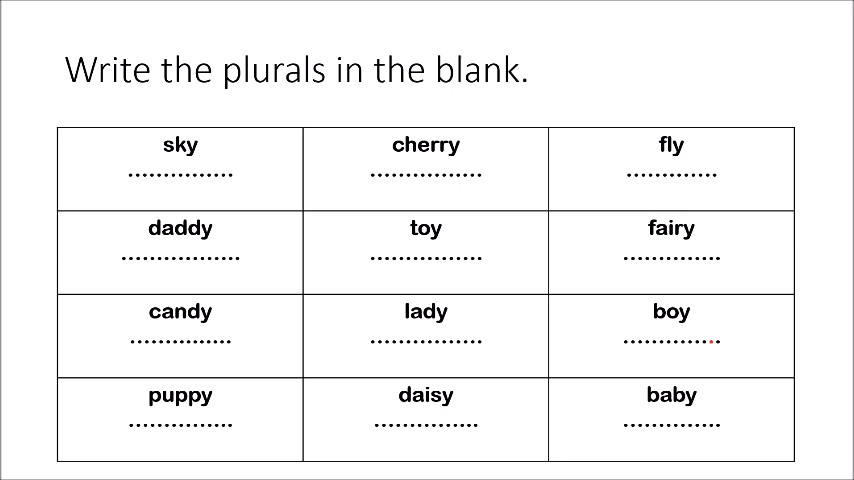 Write the plurals in the blank.
sky cherry fly
............... ................ .............
daddy toy fairy
................. ................ ..............
candy lady boy
............... ................ ..............
puppy daisy baby
............... ............... ..............